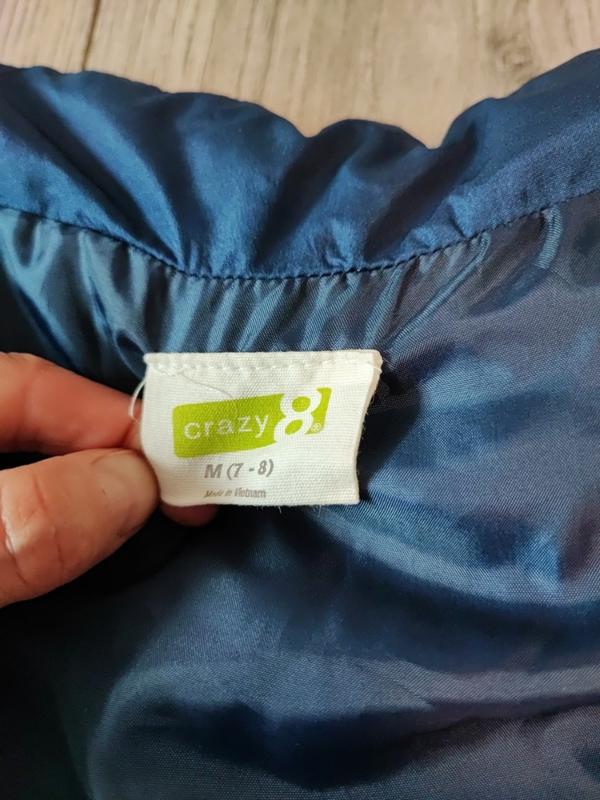 crazy 8®
M (7 - 8)
Made in Vietnam